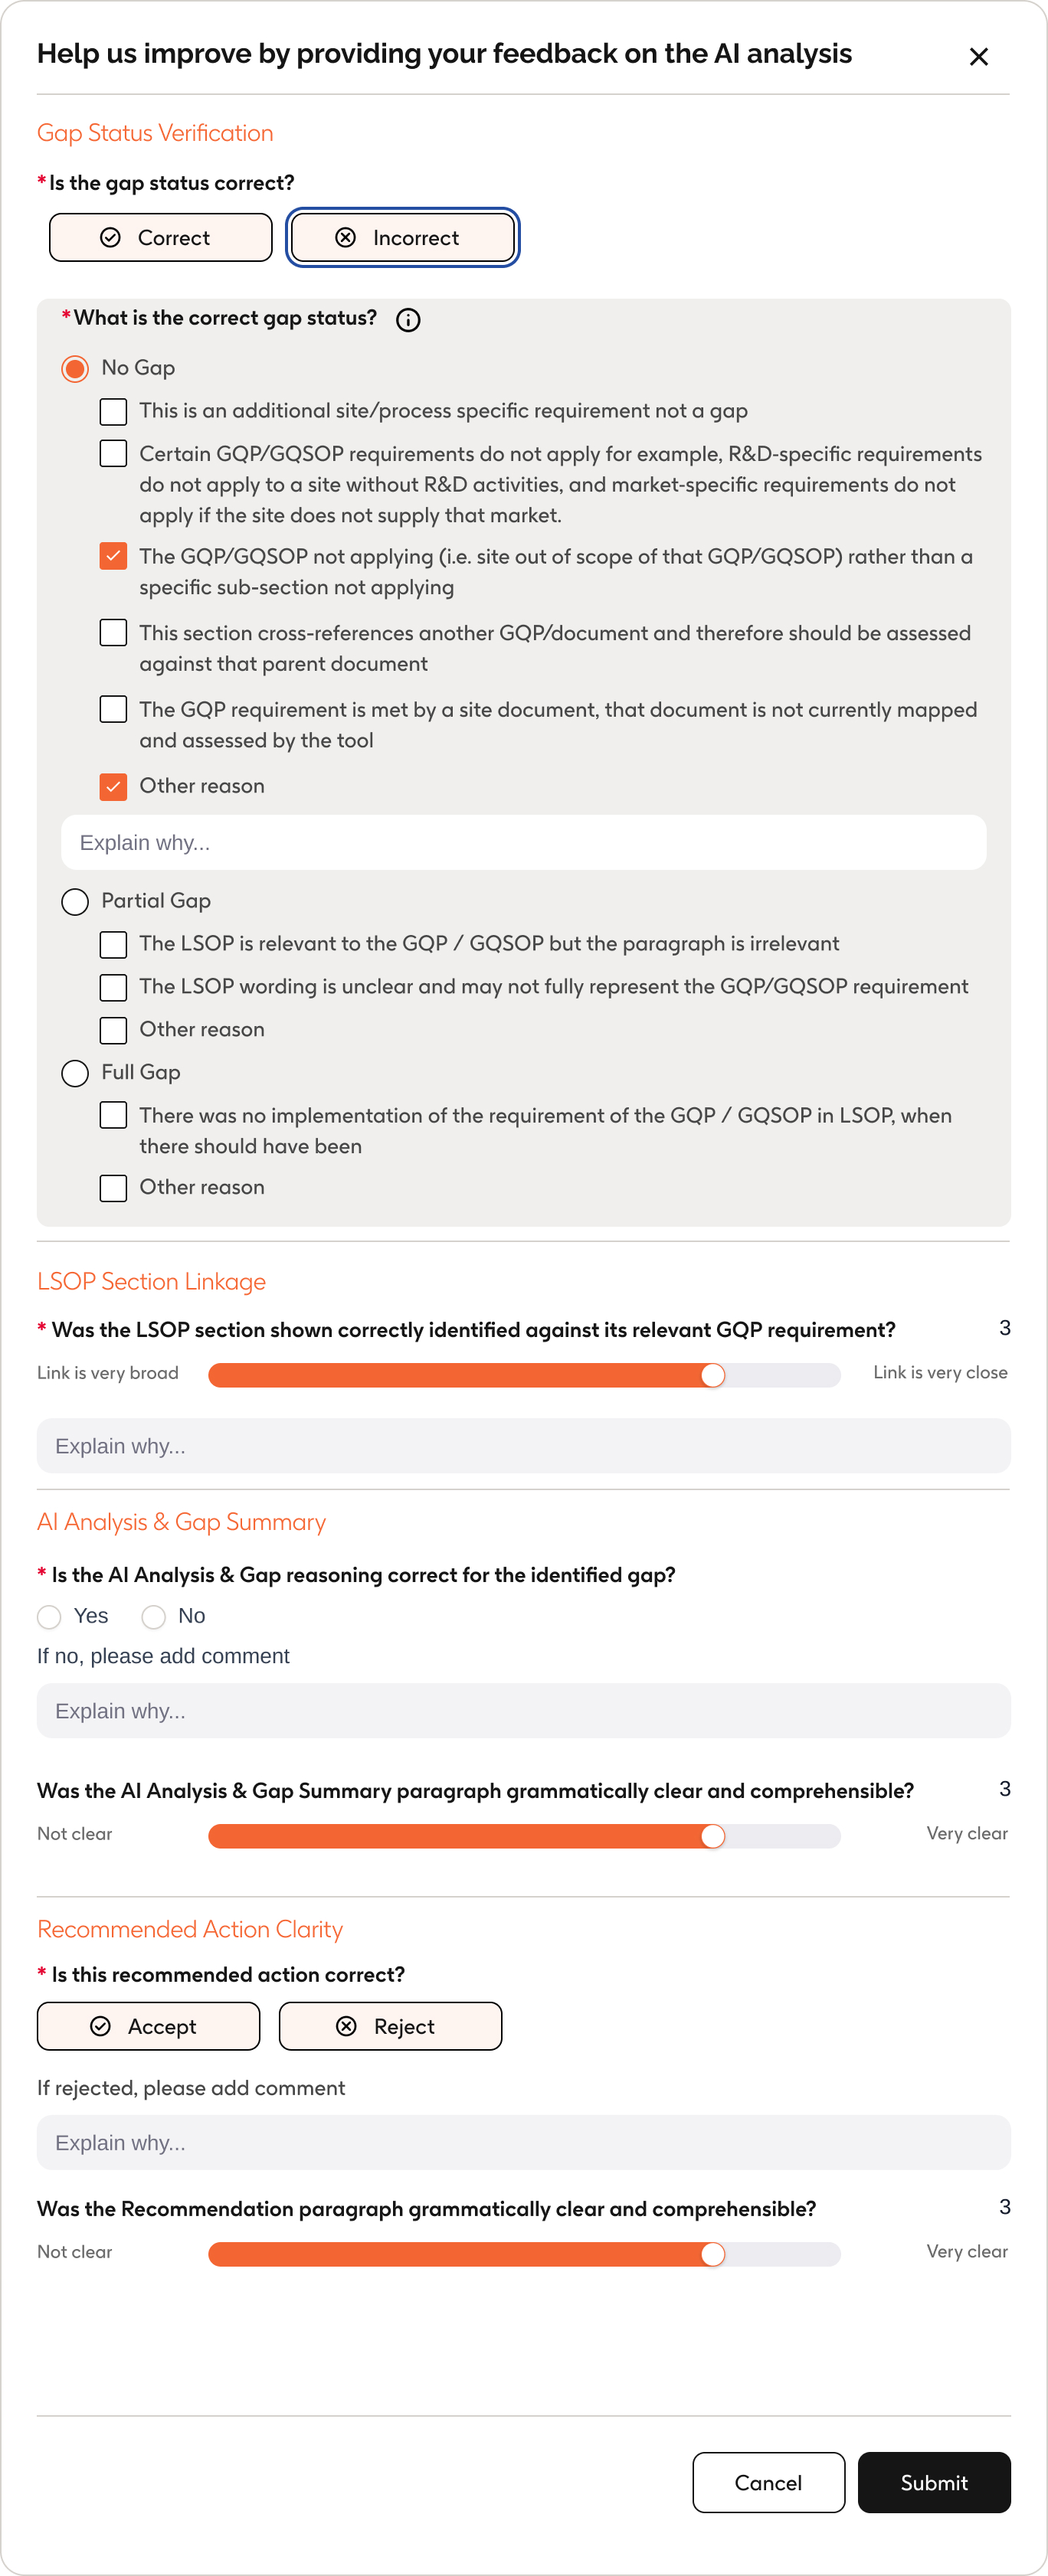 Help us improve by providing your feedback on the AI analysis
Gap Status Verification
*Is the gap status correct?
Correct
Incorrect
*What is the correct gap status?
No Gap
This is an additional site/process specific requirement not a gap
Certain GQP/GQSOP requirements do not apply for example, R&D-specific requirements
do not apply to a site without R&D activities, and market-specific requirements do not
apply if the site does not supply that market.
The GQP/GQSOP not applying (i.e. site out of scope of that GQP/GQSOP) rather than a
specific sub-section not applying
This section cross-references another GQP/document and therefore should be assessed
against that parent document
The GQP requirement is met by a site document, that document is not currently mapped
and assessed by the tool
Other reason
Explain why...
Partial Gap
The LSOP is relevant to the GQP / GQSOP but the paragraph is irrelevant
The LSOP wording is unclear and may not fully represent the GQP/GQSOP requirement
Other reason
Full Gap
There was no implementation of the requirement of the GQP / GQSOP in LSOP, when
there should have been
Other reason
LSOP Section Linkage
* Was the LSOP section shown correctly identified against its relevant GQP requirement?
3
Link is very broad
Link is very close
Explain why...
AI Analysis & Gap Summary
* Is the AI Analysis & Gap reasoning correct for the identified gap?
Yes
No
If no, please add comment
Explain why...
Was the AI Analysis & Gap Summary paragraph grammatically clear and comprehensible?
3
Not clear
Very clear
Recommended Action Clarity
* Is this recommended action correct?
Accept
Reject
If rejected, please add comment
Explain why...
Was the Recommendation paragraph grammatically clear and comprehensible?
3
Not clear
Very clear
Cancel
Submit